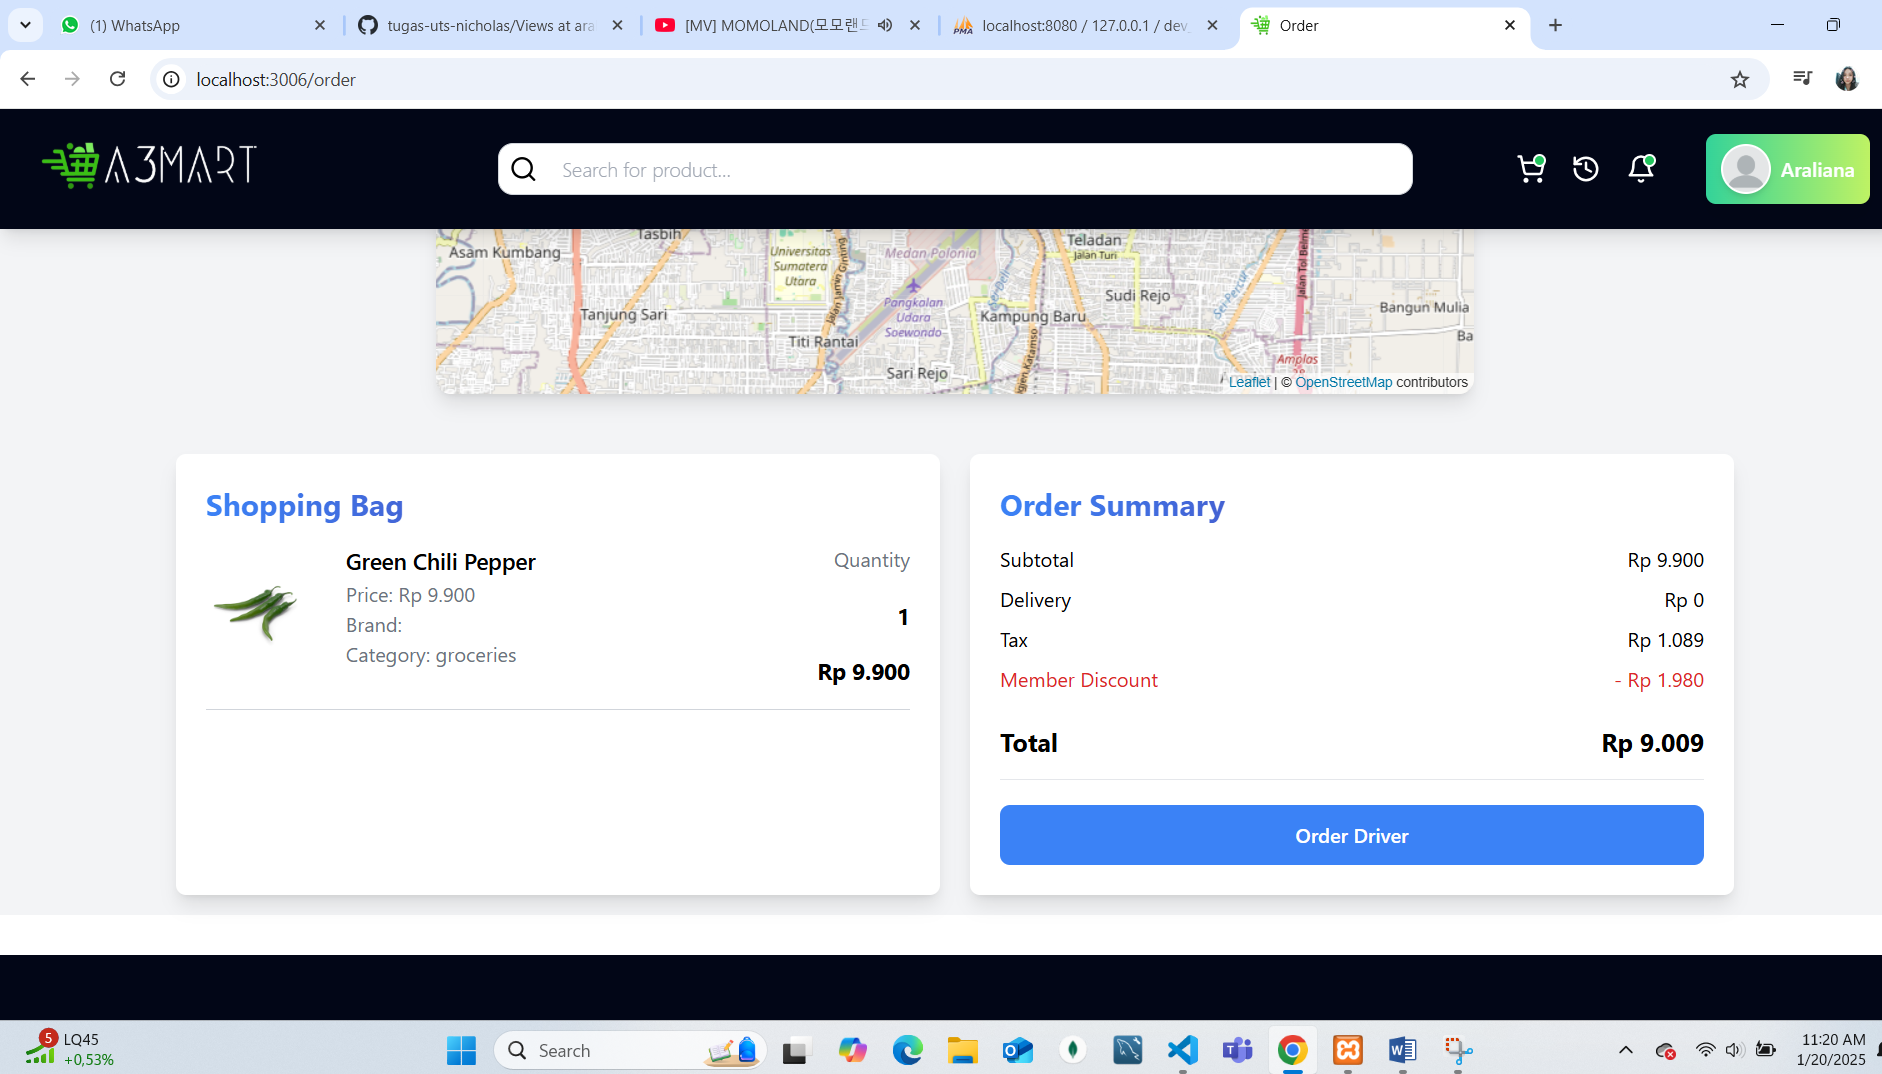 (1) WhatsApp
tugas-uts-nicholas/Views at ara
[MV] MOMOLAND(모모랜드
localhost:8080 / 127.0.0.1 / dev_
Order
localhost:3006/order
A3MART
Search for product...
Araliana
Tasbih
Asam Kumbang
Universitas
Sumatera
Utara
Medan Polonia
Teladan
Jalan Turi
Pangkalan
Udara
Soewondo
Sei Deli
Sudi Rejo
Sei Percut
Bangun Mulia
Tanjung Sari
Kampung Baru
Titi Rantai
Ba
Sari Rejo
Amplas
Leaflet | © OpenStreetMap contributors
Shopping Bag
Green Chili Pepper
Quantity
Price: Rp 9.900
Brand:
1
Category: groceries
Rp 9.900
Order Summary
Subtotal
Rp 9.900
Delivery
Rp 0
Tax
Rp 1.089
Member Discount
- Rp 1.980
Total
Rp 9.009
Order Driver
5
LQ45
+0,53%
Search
11:20 AM
1/20/2025